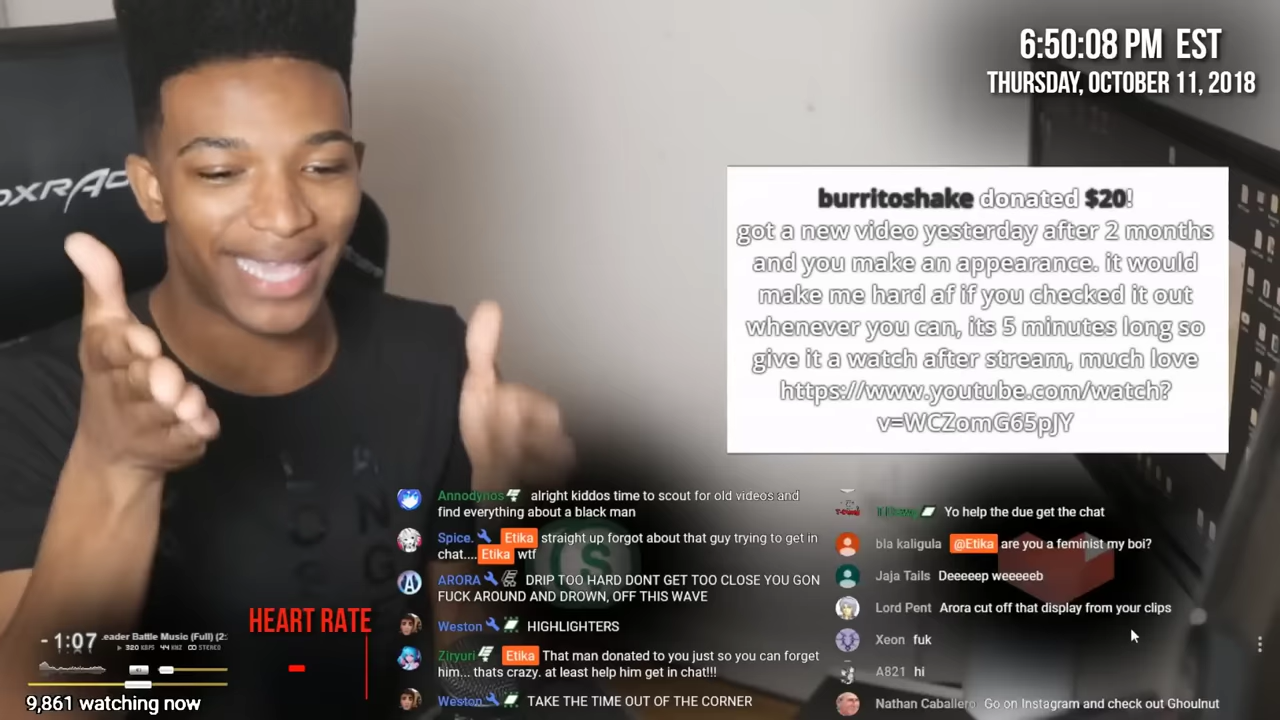 6:50:08 PM EST
THURSDAY, OCTOBER 11, 2018
DXRAC
burritoshake donated $20!
got a new video yesterday after 2 months
and you make an appearance. it would
make me hard af if you checked it out
whenever you can, its 5 minutes long so
give it a watch after stream, much love
https://www.youtube.com/watch?
v=WCZomG65pJY
Annodynos alright kiddos time to scout for old videos and
find everything about a black man
Spice. Etika straight up forgot about that guy trying to get in
chat.... Etika wtf
ARORA DRIP TOO HARD DONT GET TOO CLOSE YOU GON
FUCK AROUND AND DROWN, OFF THIS WAVE
Weston HIGHLIGHTERS
Ziryuri Etika That man donated to you just so you can forget
him... thats crazy. at least help him get in chat!!!
Weston TAKE THE TIME OUT OF THE CORNER
Yo help the due get the chat
bla kaligula @Etika are you a feminist my boi?
Jaja Tails Deeeeep weeeeeb
Lord Pent Arora cut off that display from your clips
Xeon fuk
A821 hi
Nathan Caballero Go on Instagram and check out Ghoulnut
HEART RATE
-
- 1:07 .eader Battle Music (Full) (2:
320 KBPS 44 KHZ STEREO
9,861 watching now